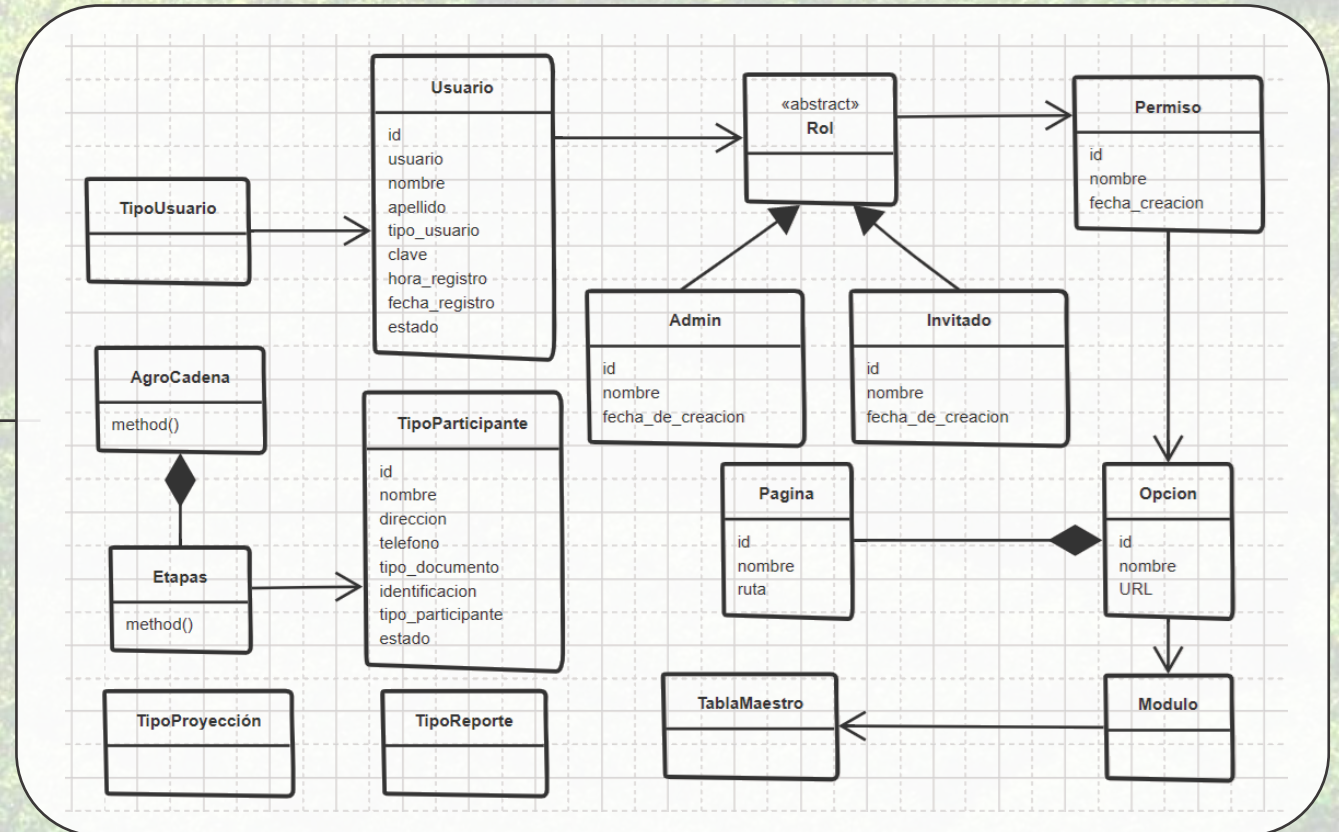 TipoUsuario
Usuario
id
usuario
nombre
apellido
tipo_usuario
clave
hora_registro
fecha_registro
estado
«abstract»
Rol
Permiso
id
nombre
fecha_creacion
Admin
id
nombre
fecha_de_creacion
Invitado
id
nombre
fecha_de_creacion
AgroCadena
method()
TipoParticipante
id
nombre
direccion
telefono
tipo_documento
identificacion
tipo_participante
estado
Etapas
method()
Pagina
id
nombre
ruta
Opcion
id
nombre
URL
TipoProyección
TipoReporte
TablaMaestro
Modulo